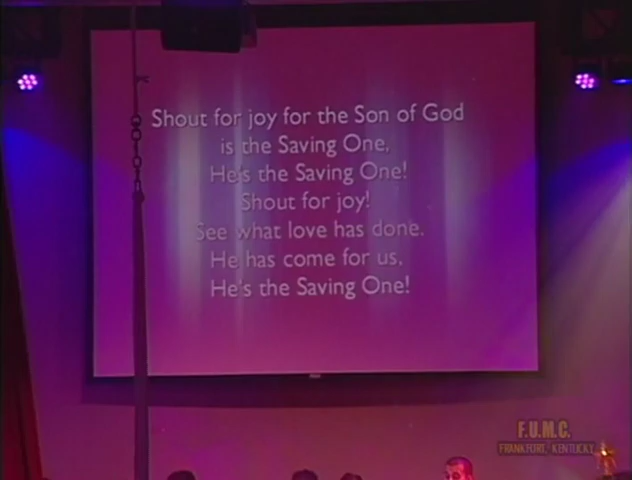 Shout for joy for the Son of God
is the Saving One,
He's the Saving One!
Shout for joy!
See what love has done.
He has come for us,
He's the Saving One!
F.U.M.C.
FRANKFORT, KENTUCKY